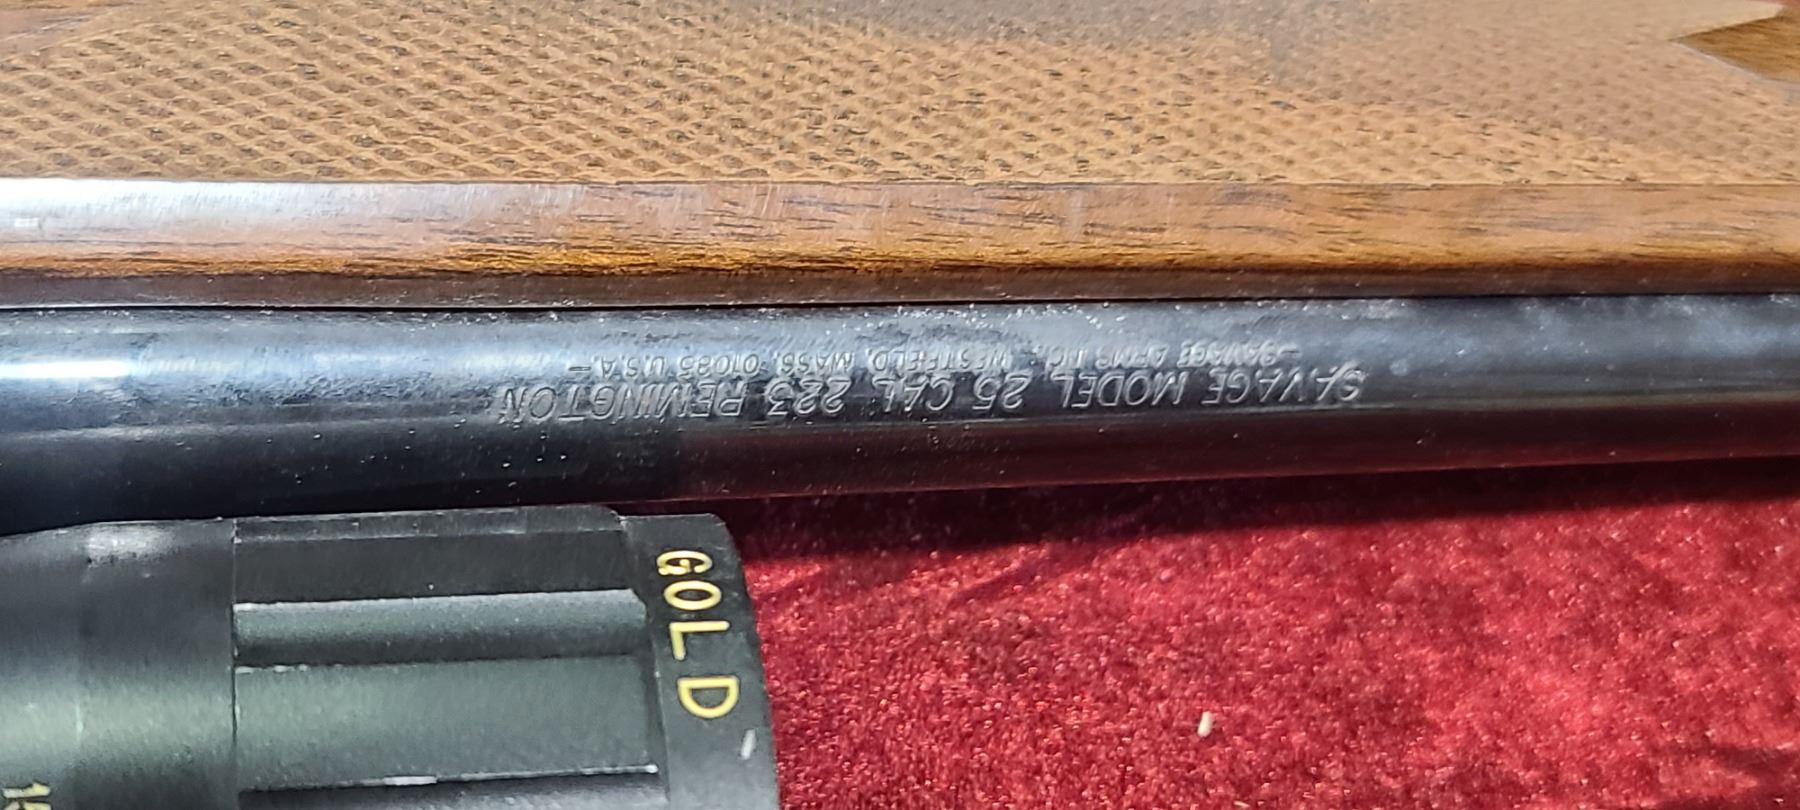 SAVAGE MODEL 25 CAL 223 REMINGTON
—SAVAGE ARMS INC., WESTFIELD, MASS. 01085 U.S.A.—
GOLD